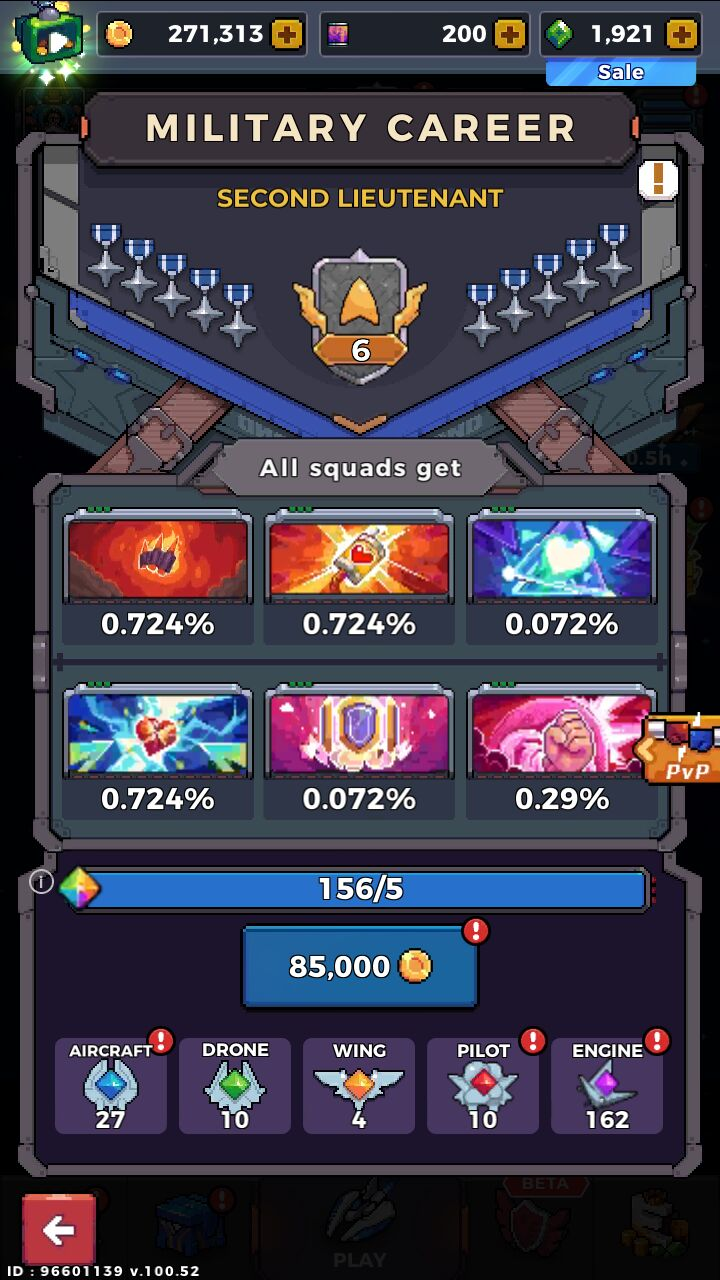 271,313
200
1,921
Sale
MILITARY CAREER
SECOND LIEUTENANT
6
All squads get
0.5h
0.724%
0.724%
0.072%
0.724%
0.072%
0.29%
PvP
156/5
85,000
AIRCRAFT
27
DRONE
10
WING
4
PILOT
10
ENGINE
162
BETA
PLAY
ID : 96601139 v.100.52